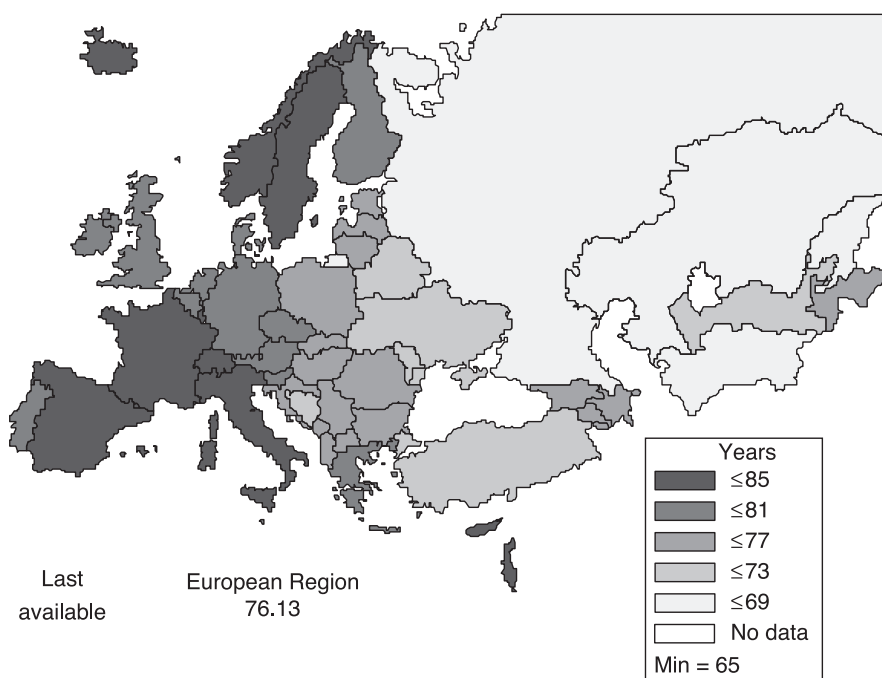 Last
available
European Region
76.13
Years
≤85
≤81
≤77
≤73
≤69
No data
Min = 65